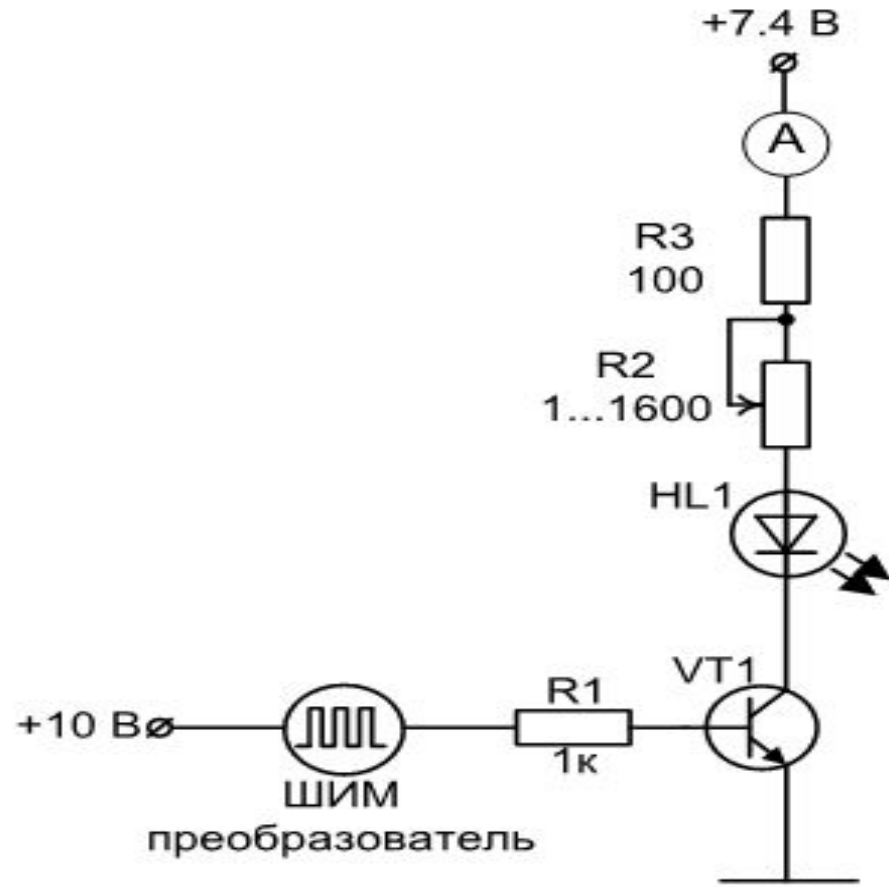 +7.4 В
A
R3
100
R2
1...1600
HL1
VT1
R1
+10 В
1к
ШИМ
преобразователь